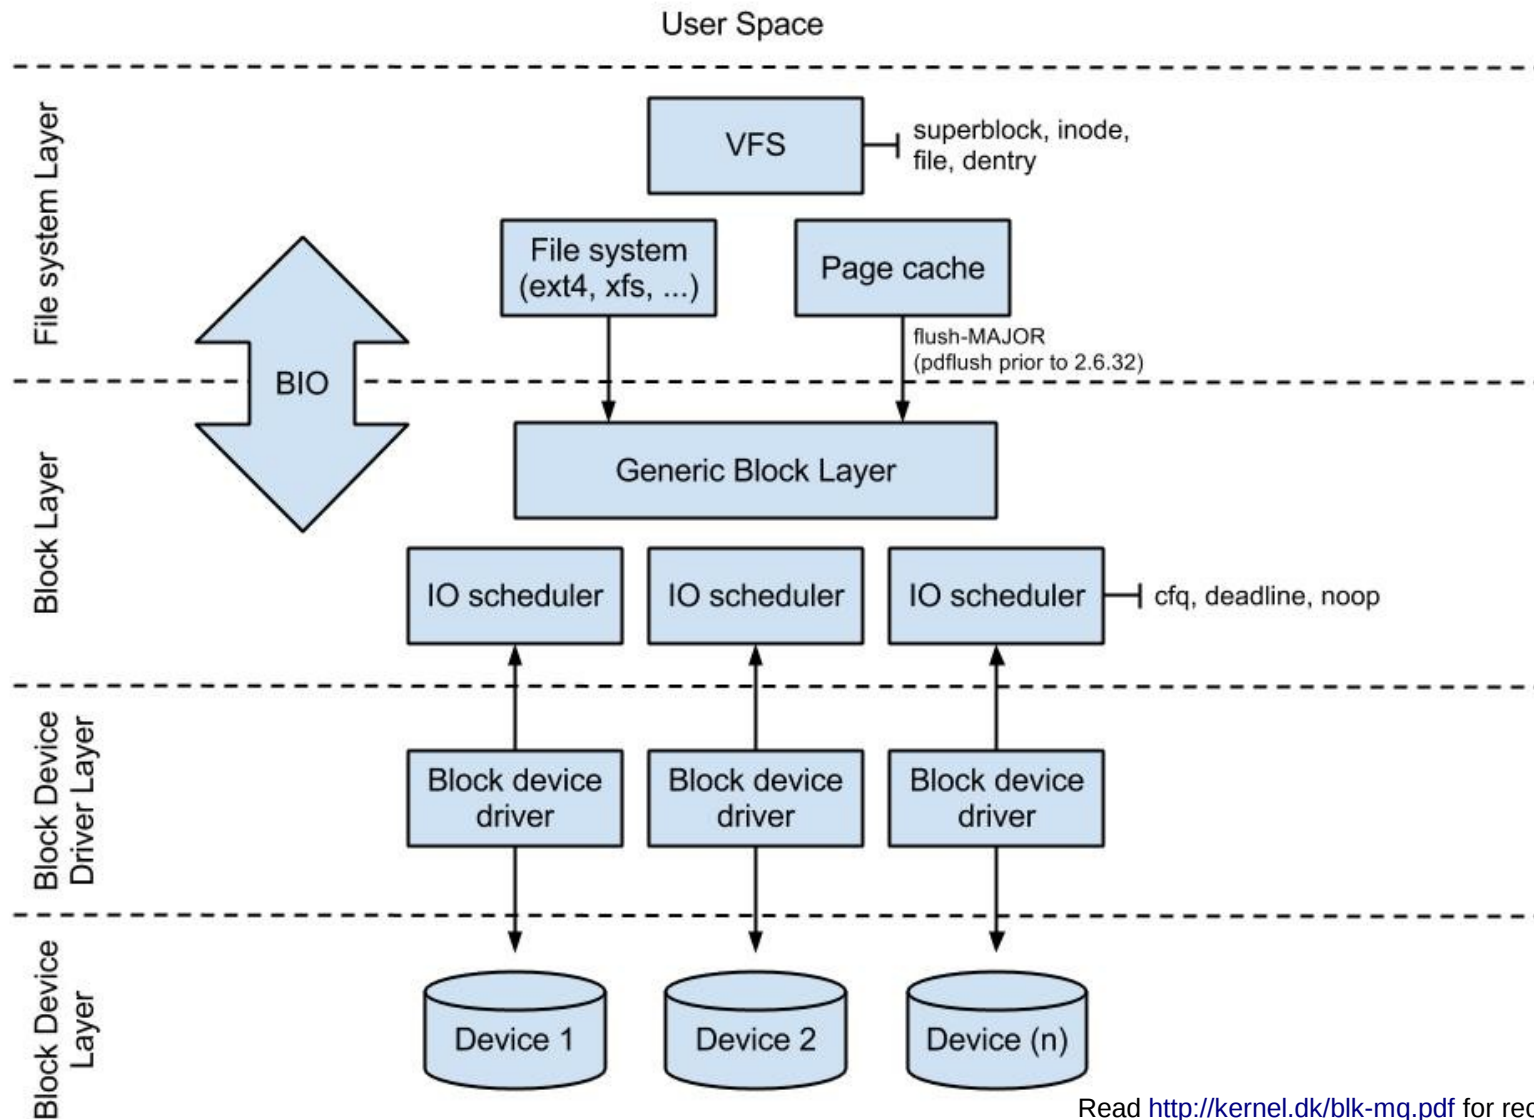 User Space
File system Layer
VFS
superblock, inode,
file, dentry
File system
(ext4, xfs, ...)
Page cache
flush-MAJOR
(pdflush prior to 2.6.32)
BIO
Block Layer
Generic Block Layer
IO scheduler
IO scheduler
IO scheduler
cfq, deadline, noop
Block Device
Driver Layer
Block device
driver
Block device
driver
Block device
driver
Block Device
Layer
Device 1
Device 2
Device (n)
Read http://kernel.dk/blk-mq.pdf for